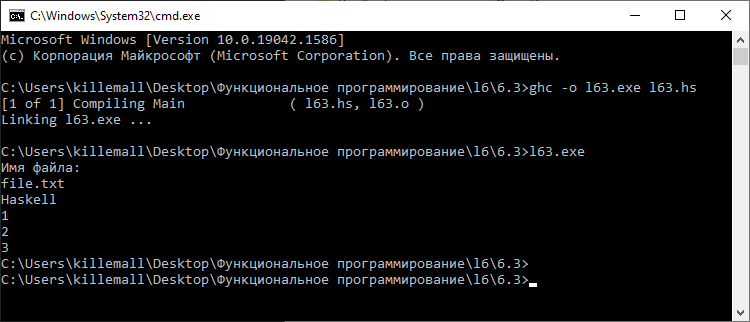 C:\Windows\System32\cmd.exe
Microsoft Windows [Version 10.0.19042.1586]
(c) Корпорация Майкрософт (Microsoft Corporation). Все права защищены.
C:\Users\killemall\Desktop\Функциональное программирование\l6\6.3>ghc -o l63.exe l63.hs
[1 of 1] Compiling Main             ( l63.hs, l63.o )
Linking l63.exe ...
C:\Users\killemall\Desktop\Функциональное программирование\l6\6.3>l63.exe
Имя файла:
file.txt
Haskell
1
2
3
C:\Users\killemall\Desktop\Функциональное программирование\l6\6.3>
C:\Users\killemall\Desktop\Функциональное программирование\l6\6.3>